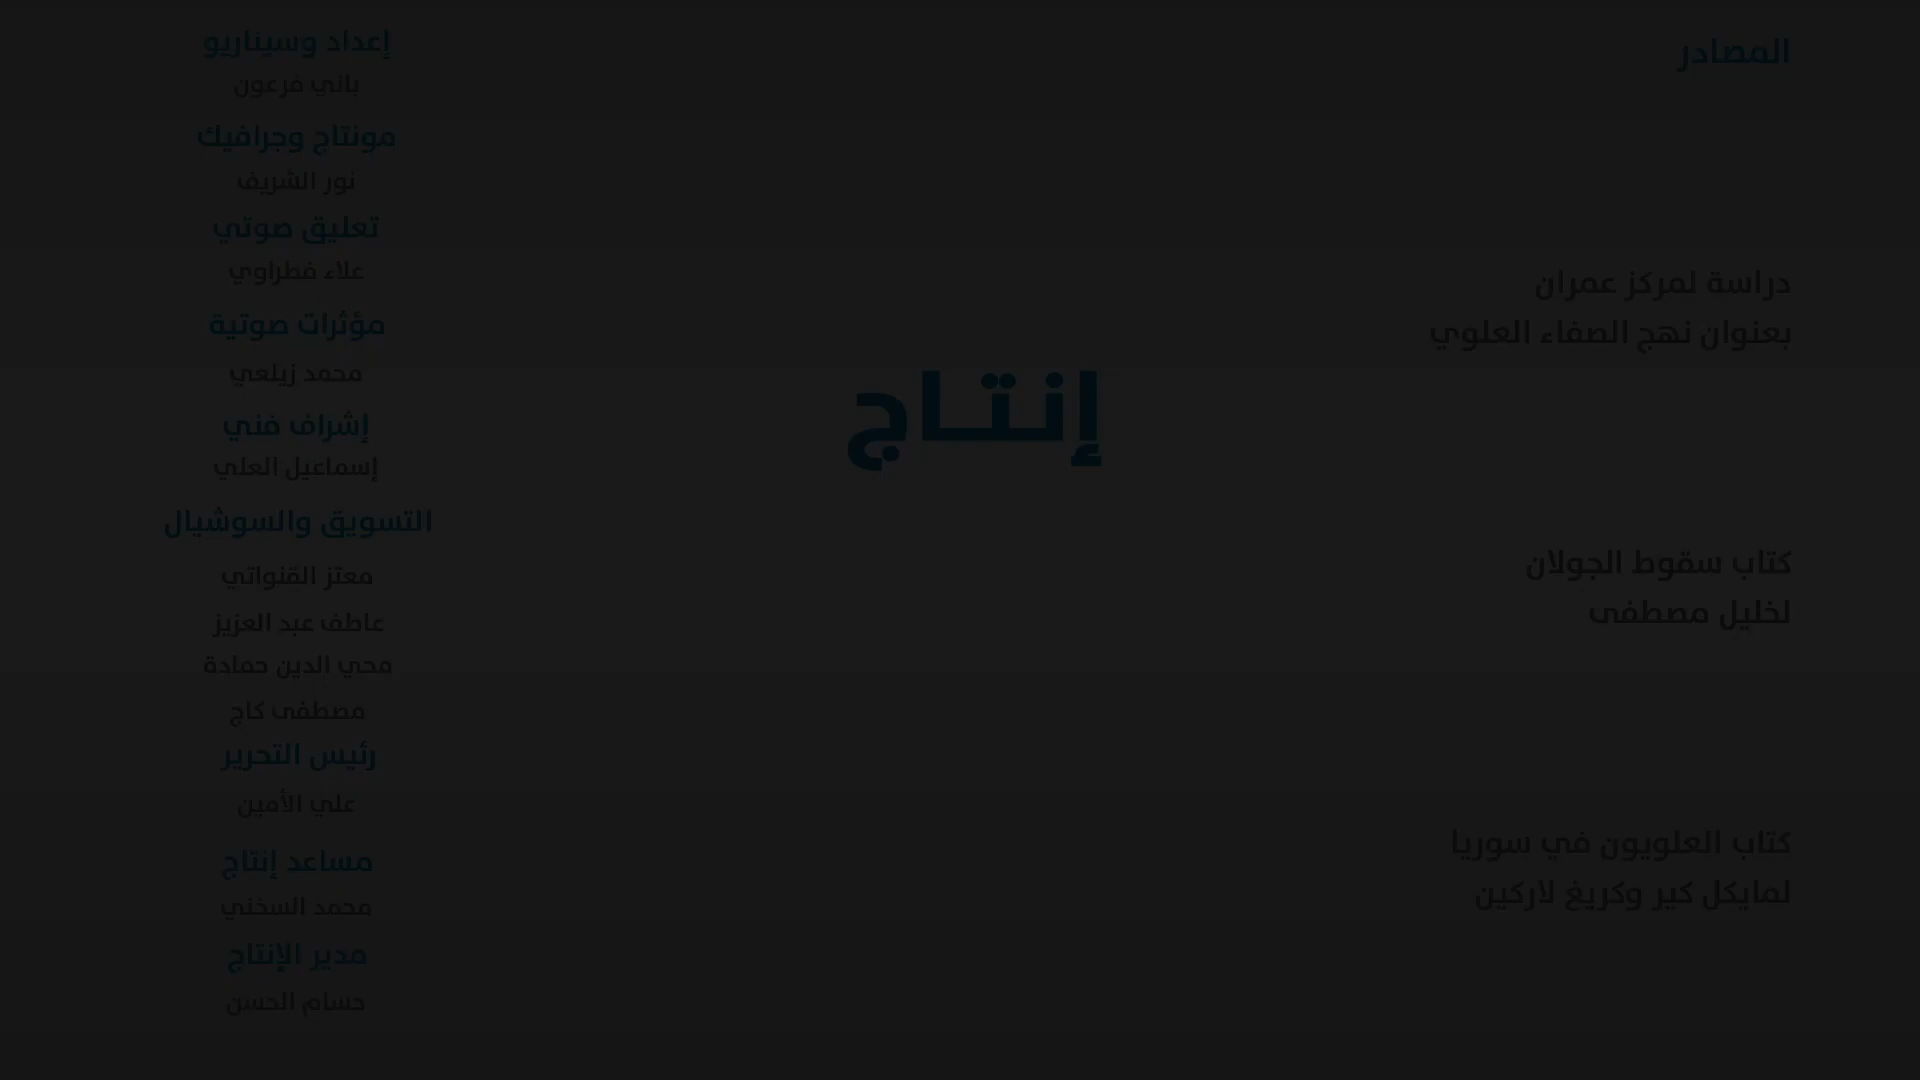 المصادر
دراسة لمركز عمران
بعنوان نهج الصفاء العلوي
كتاب سقوط الجولان
لخليل مصطفى
كتاب العلويون في سوريا
لمايكل كير وكريغ لاركين
إنتاج
إعداد وسيناريو
باني فرعون
مونتاج وجرافيك
نور الشريف
تعليق صوتي
علاء فطراوي
مؤثرات صوتية
محمد زيلعي
إشراف فني
إسماعيل العلي
التسويق والسوشيال
معتز القنواتي
عاطف عبد العزيز
محي الدين حمادة
مصطفى كاج
رئيس التحرير
علي الأمين
مساعد إنتاج
محمد السخني
مدير الإنتاج
حسام الحسن